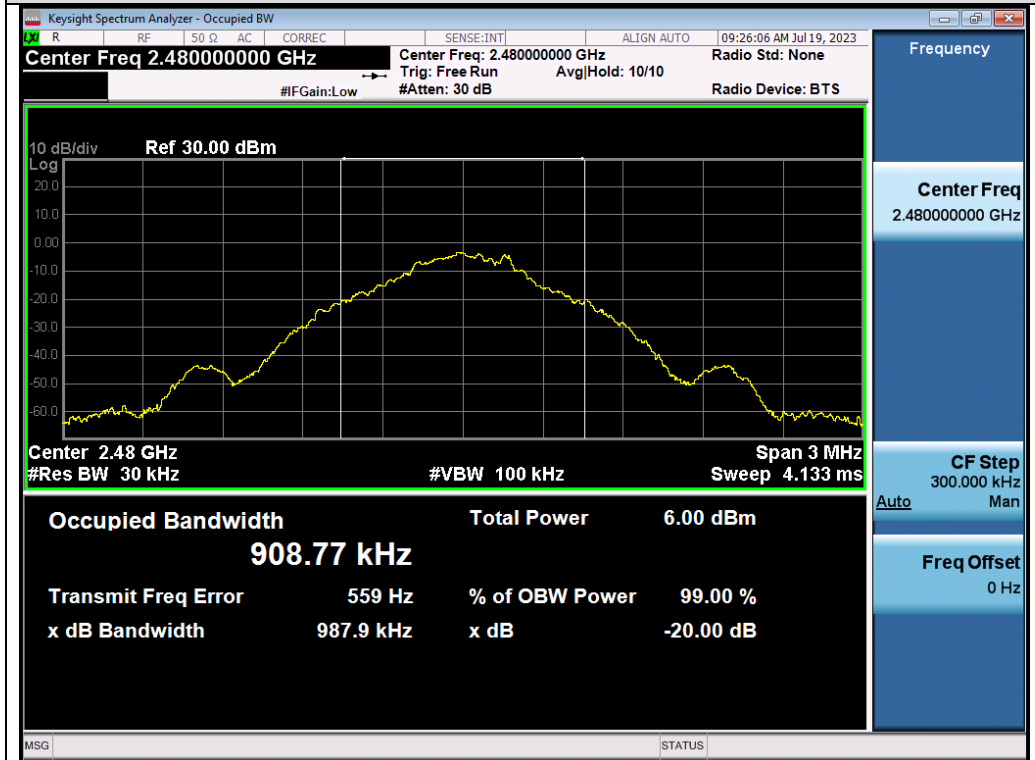 Keysight Spectrum Analyzer - Occupied BW
LXI R RF 50 Ω AC CORREC SENSE:INT ALIGN AUTO 09:26:06 AM Jul 19, 2023
Center Freq 2.480000000 GHz
Center Freq: 2.480000000 GHz Radio Std: None
Trig: Free Run Avg|Hold: 10/10
#IFGain:Low #Atten: 30 dB Radio Device: BTS
10 dB/div Ref 30.00 dBm
Log
20.0
10.0
0.00
-10.0
-20.0
-30.0
-40.0
-50.0
-60.0
Center 2.48 GHz Span 3 MHz
#Res BW 30 kHz #VBW 100 kHz Sweep 4.133 ms
Occupied Bandwidth Total Power 6.00 dBm
908.77 kHz
Transmit Freq Error 559 Hz % of OBW Power 99.00 %
x dB Bandwidth 987.9 kHz x dB -20.00 dB
MSG STATUS
Frequency
Center Freq
2.480000000 GHz
CF Step
300.000 kHz
Auto Man
Freq Offset
0 Hz